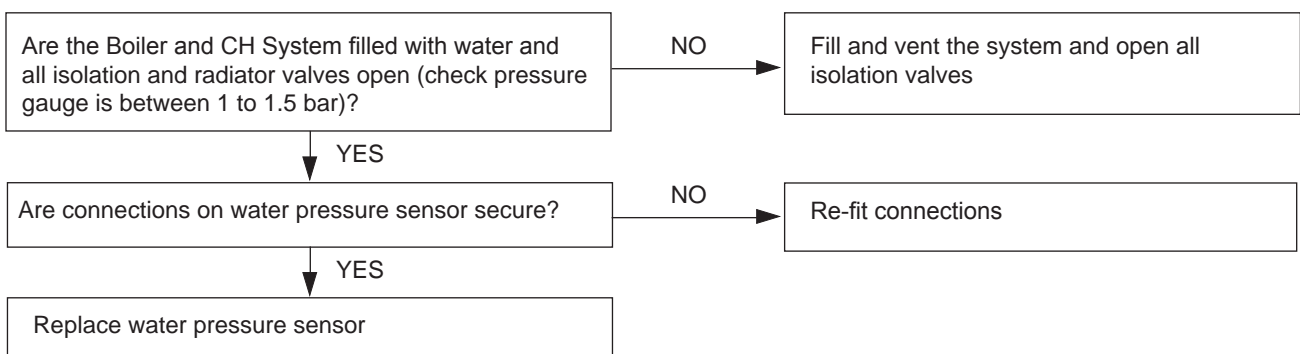 Are the Boiler and CH System filled with water and
all isolation and radiator valves open (check pressure
gauge is between 1 to 1.5 bar)?
NO
Fill and vent the system and open all
isolation valves
YES
Are connections on water pressure sensor secure?
NO
Re-fit connections
YES
Replace water pressure sensor